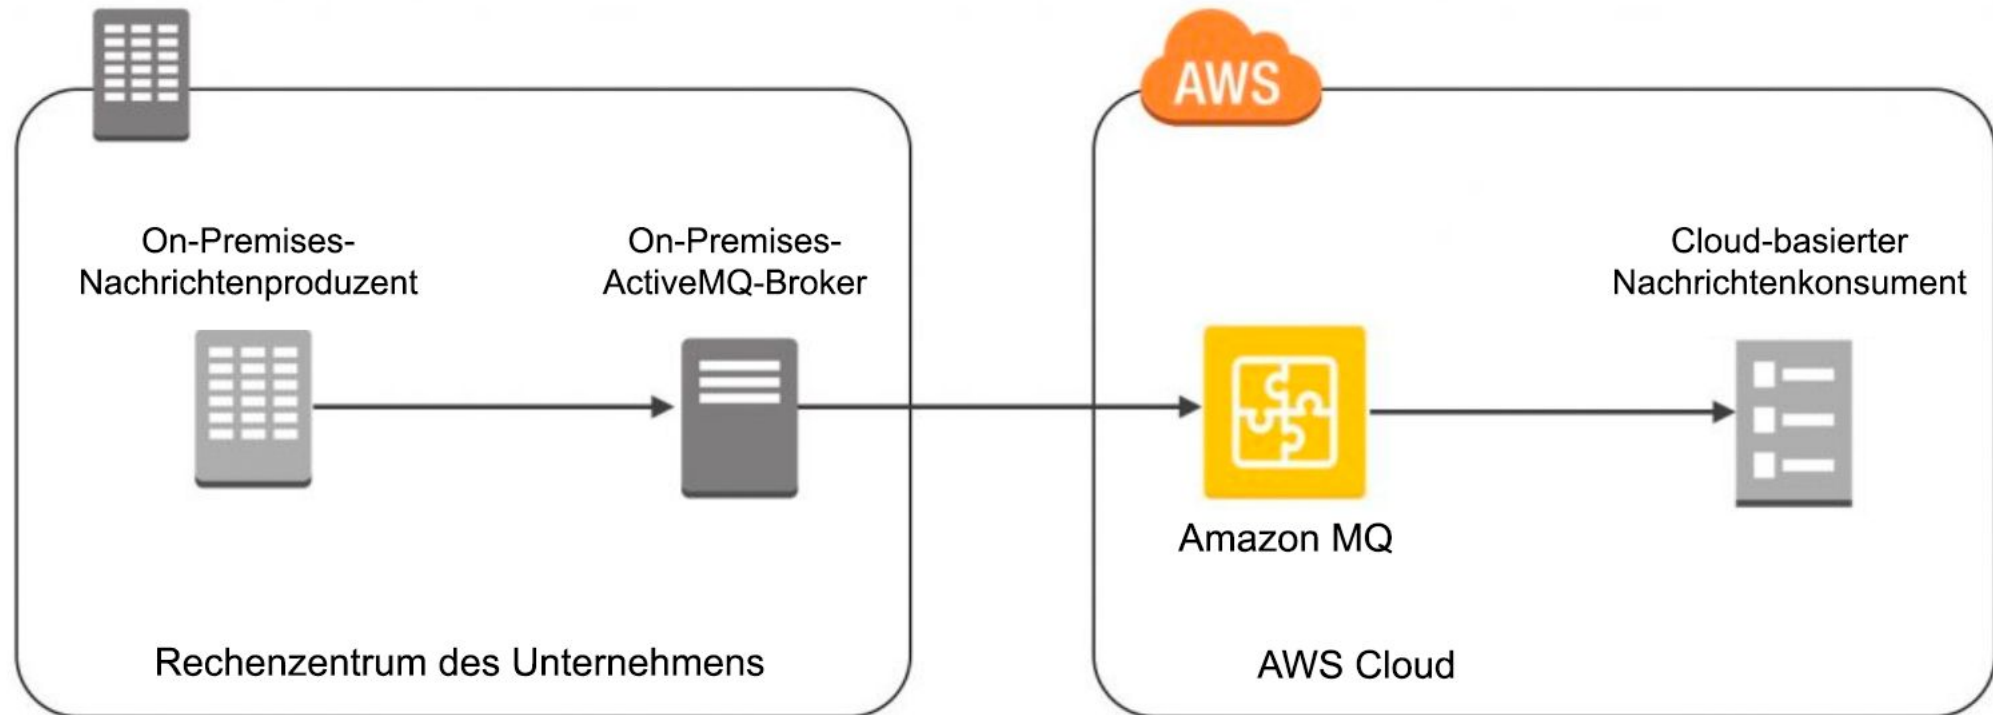 AWS
On-Premises-
Nachrichtenproduzent
On-Premises-
ActiveMQ-Broker
Cloud-basierter
Nachrichtenkonsument
Amazon MQ
Rechenzentrum des Unternehmens
AWS Cloud